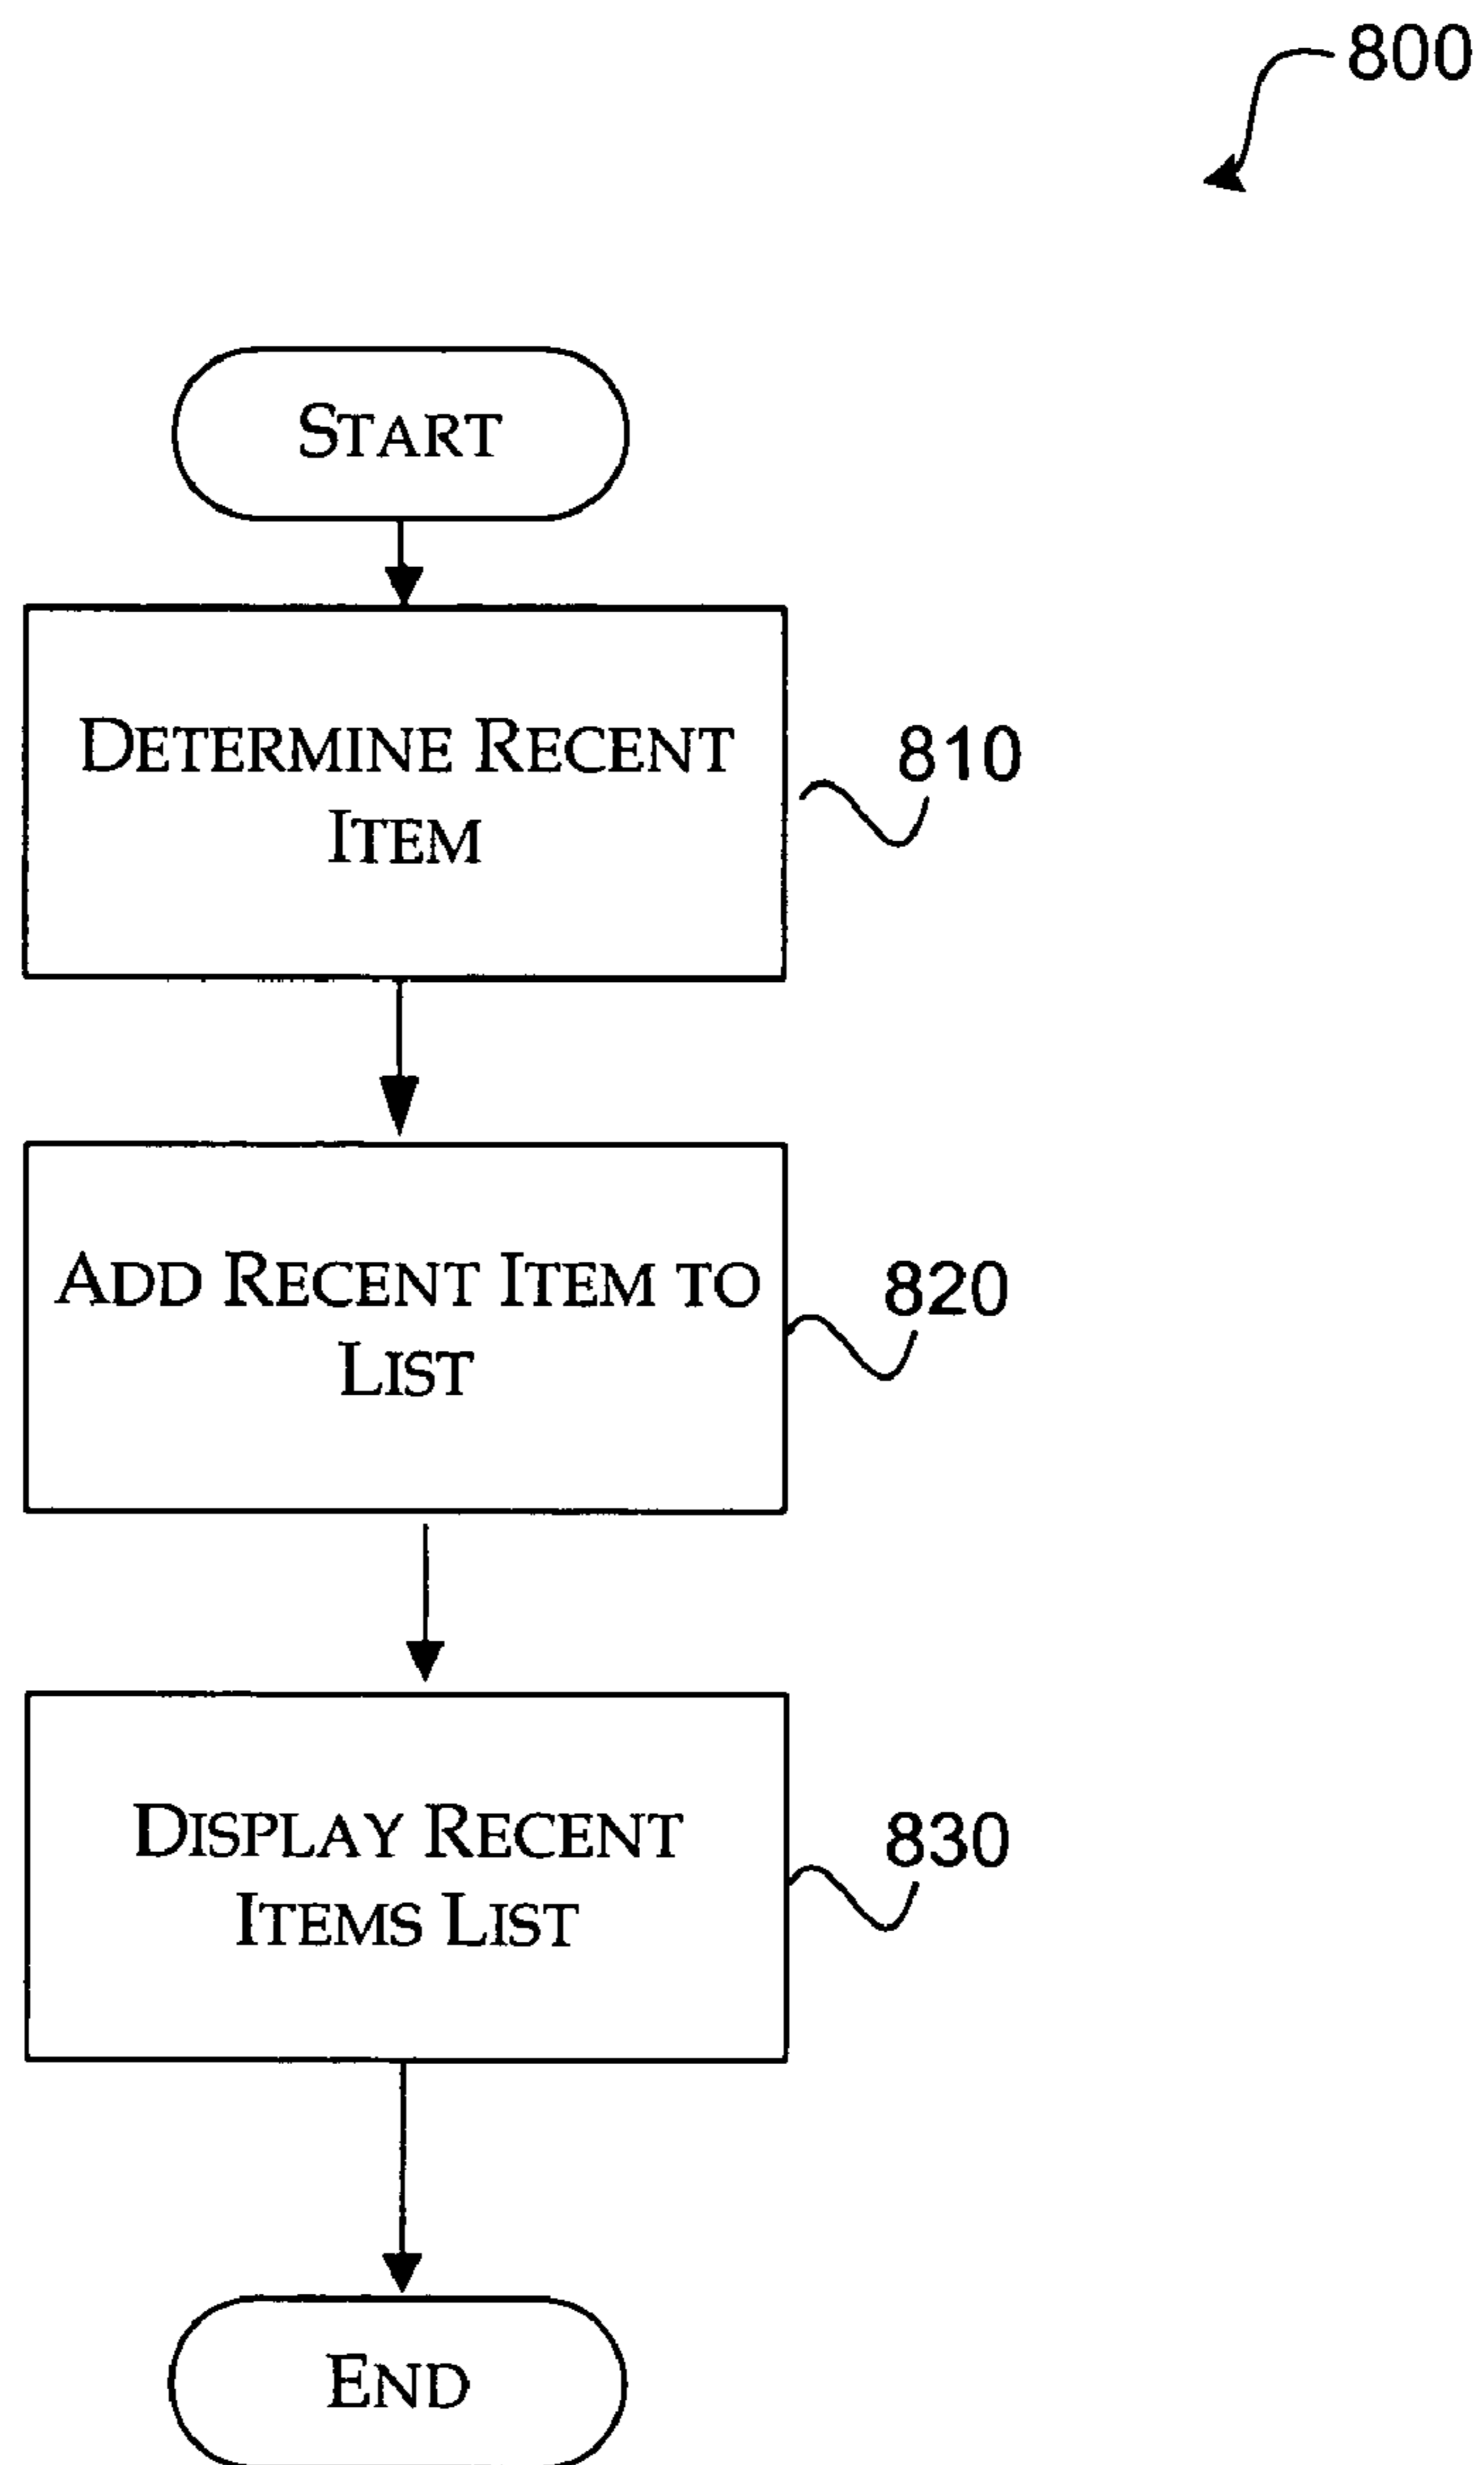 800
START
DETERMINE RECENT
ITEM
810
ADD RECENT ITEM TO
LIST
820
DISPLAY RECENT
ITEMS LIST
830
END